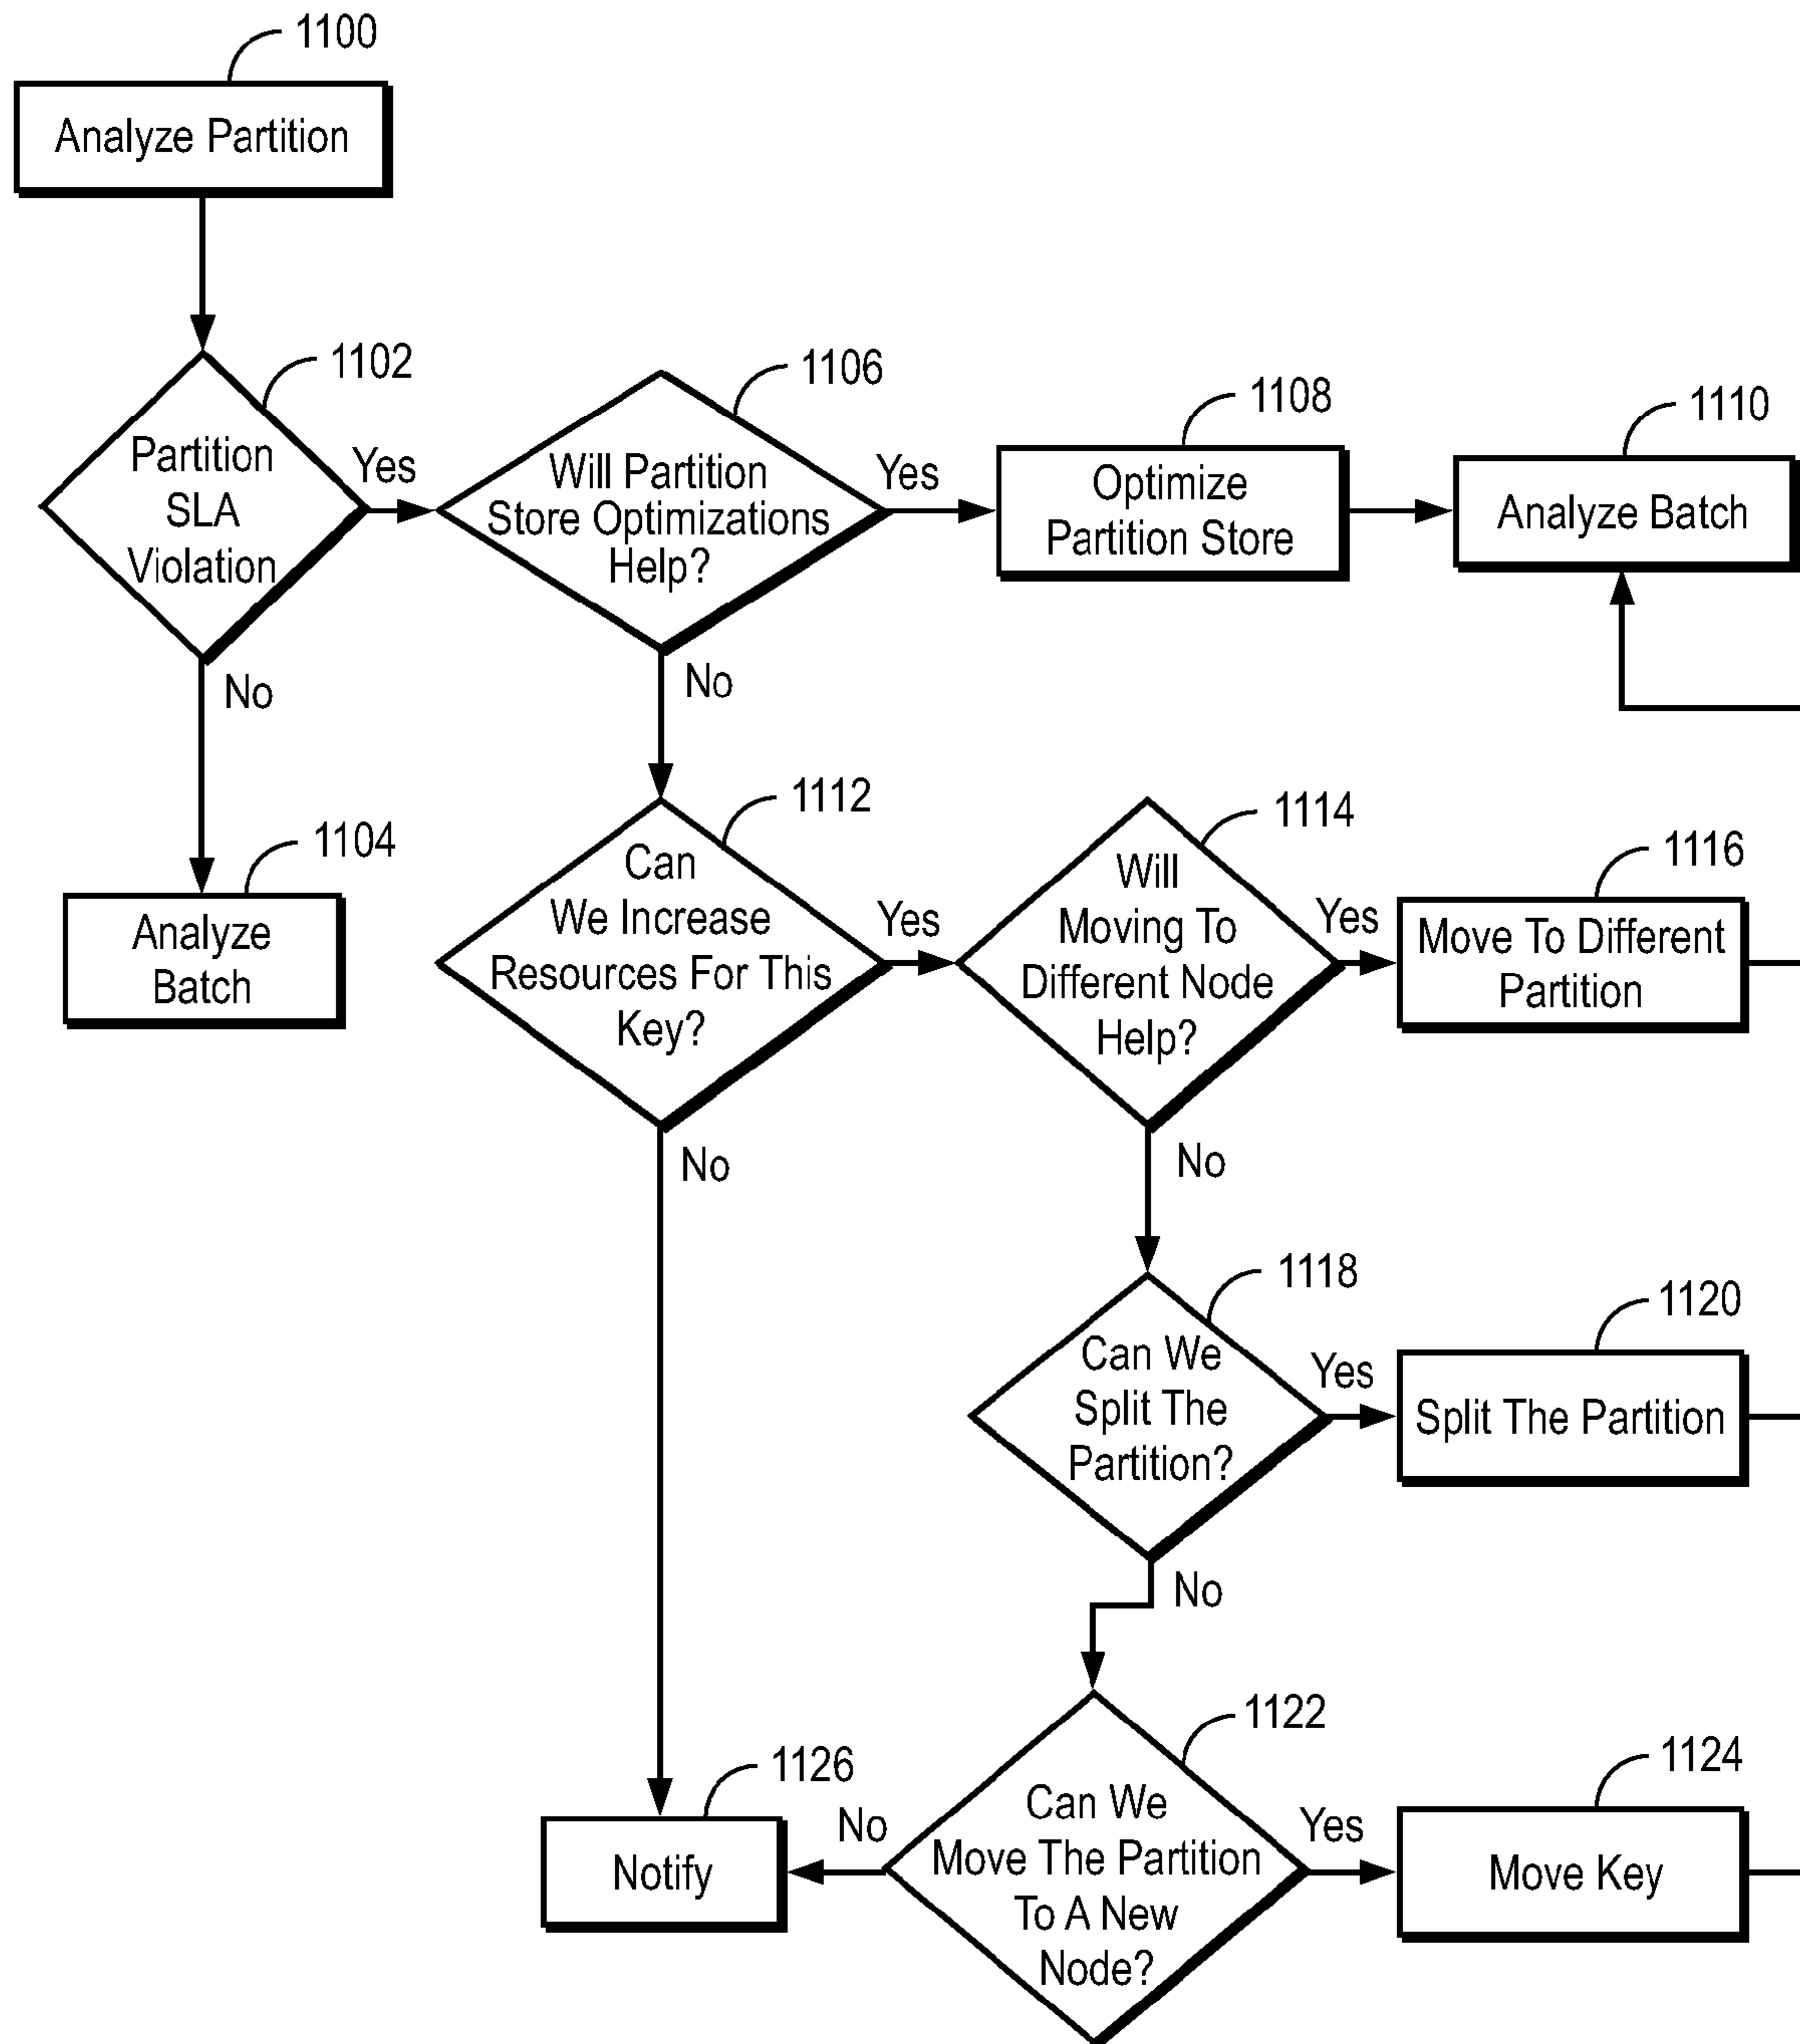 1100
Analyze Partition
1102
Partition
SLA
Violation
Yes
No
1104
Analyze
Batch
1106
Will Partition
Store Optimizations
Help?
Yes
No
1108
Optimize
Partition Store
1110
Analyze Batch
1112
Can
We Increase
Resources For This
Key?
Yes
No
1114
Will
Moving To
Different Node
Help?
Yes
No
1116
Move To Different
Partition
1118
Can We
Split The
Partition?
Yes
No
1120
Split The Partition
1122
Can We
Move The Partition
To A New
Node?
No
Yes
1124
Move Key
1126
Notify